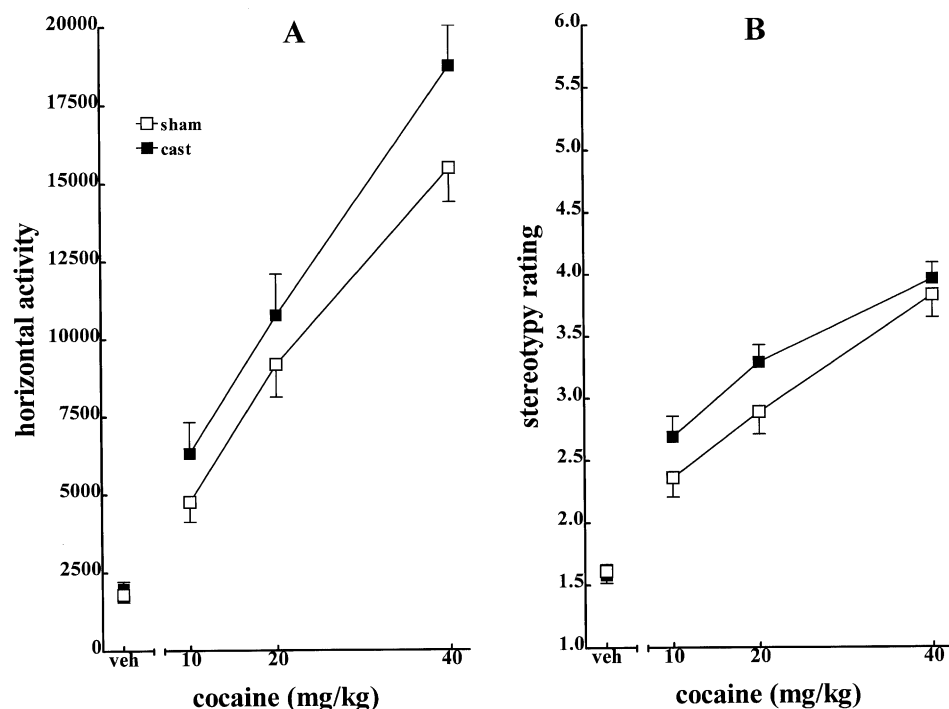 A
20000
17500
15000
12500
10000
7500
5000
2500
0
horizontal activity
sham
cast
veh 10 20 40
cocaine (mg/kg)
B
6.0
5.5
5.0
4.5
4.0
3.5
3.0
2.5
2.0
1.5
1.0
stereotypy rating
veh 10 20 40
cocaine (mg/kg)